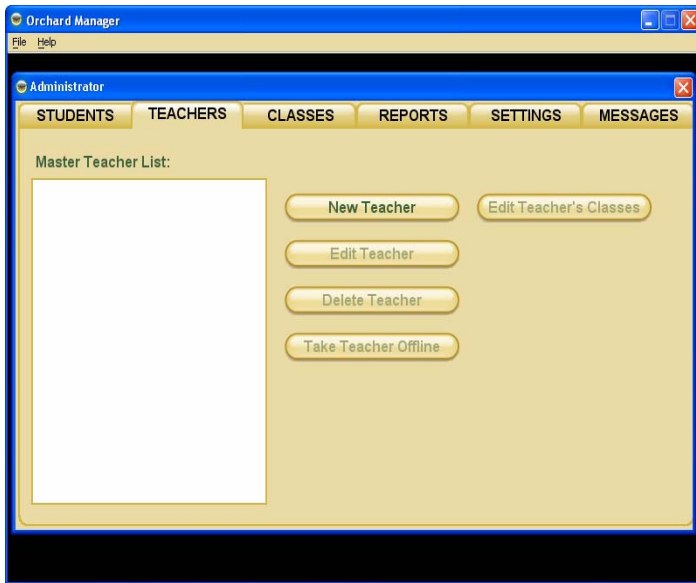 Orchard Manager
File Help
Administrator
STUDENTS TEACHERS CLASSES REPORTS SETTINGS MESSAGES
Master Teacher List:
New Teacher Edit Teacher's Classes
Edit Teacher
Delete Teacher
Take Teacher Offline